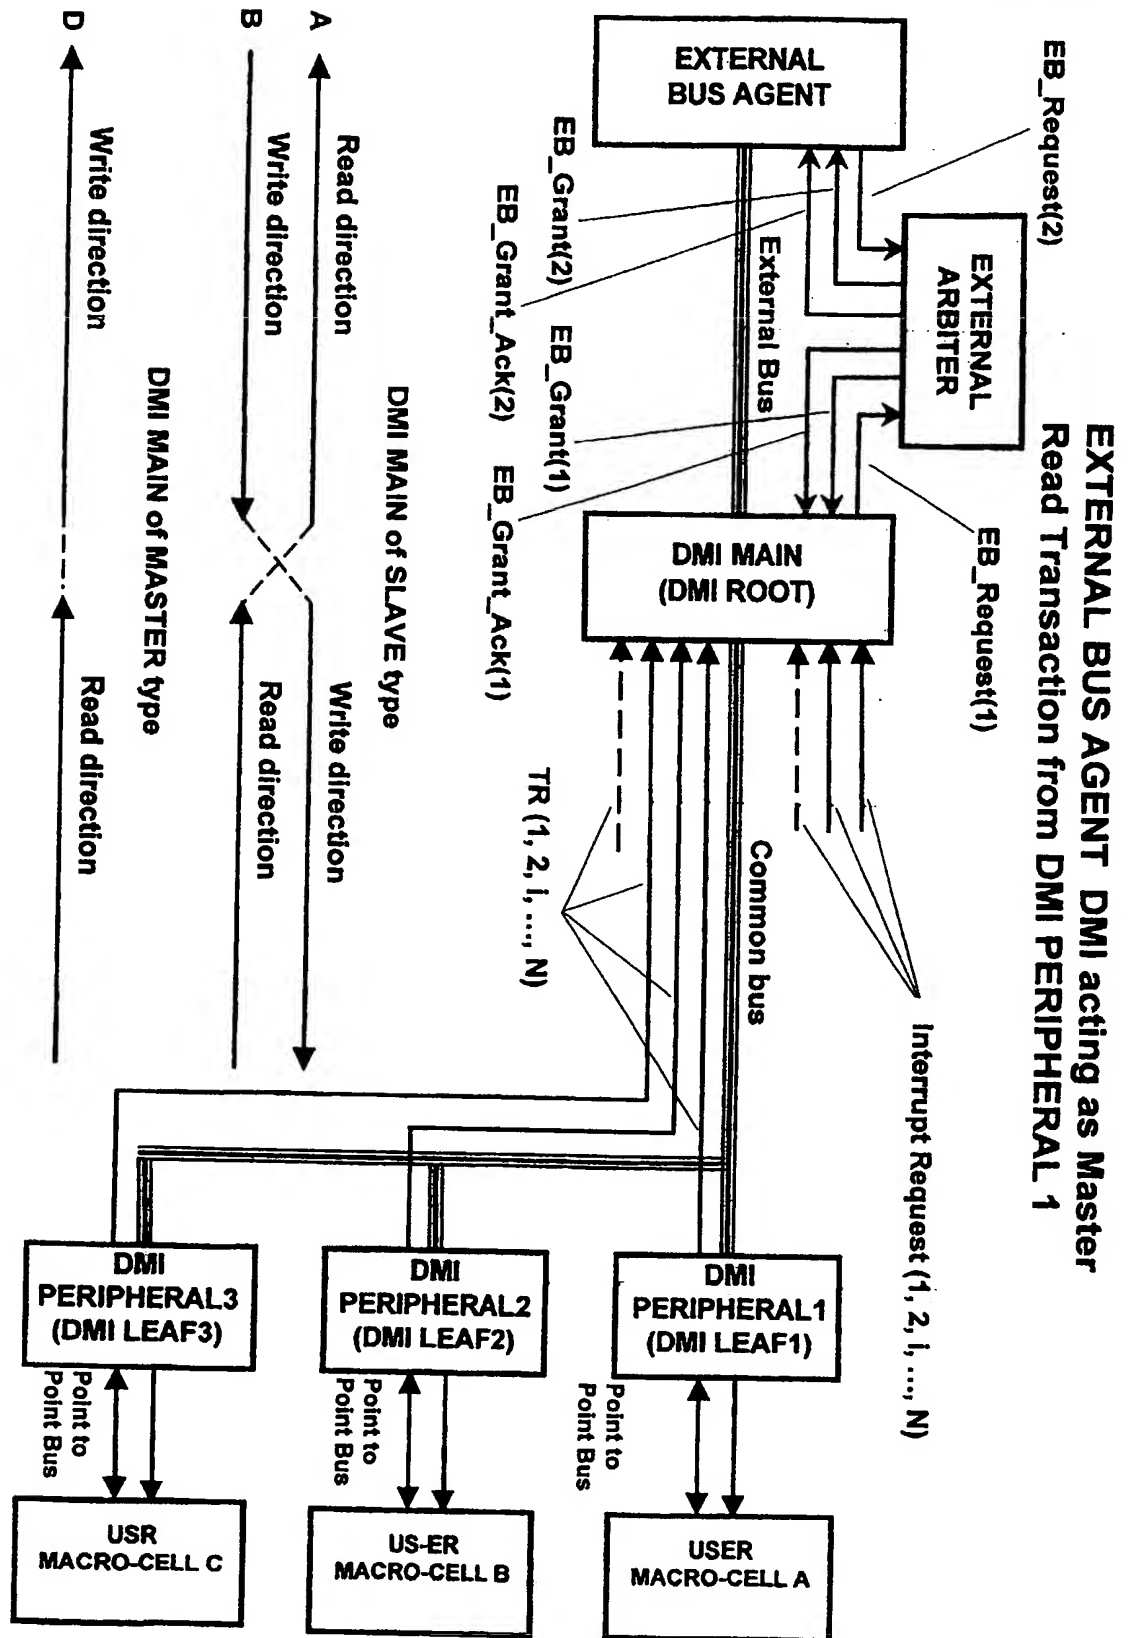 EXTERNAL BUS AGENT DMI acting as Master
Read Transaction from DMI PERIPHERAL 1
EB_Request(2)
EXTERNAL
ARBITER
EB_Request(1)
Interrupt Request (1, 2, i, ..., N)
EXTERNAL
BUS AGENT
External Bus
DMI MAIN
(DMI ROOT)
Common bus
DMI
PERIPHERAL1
(DMI LEAF1)
Point to
Point Bus
USER
MACRO-CELL A
EB_Grant(2)
EB_Grant_Ack(2)
EB_Grant(1)
EB_Grant_Ack(1)
TR (1, 2, i, ..., N)
DMI
PERIPHERAL2
(DMI LEAF2)
Point to
Point Bus
US-ER
MACRO-CELL B
DMI MAIN of SLAVE type
A
Read direction
Write direction
B
Write direction
Read direction
DMI
PERIPHERAL3
(DMI LEAF3)
Point to
Point Bus
USR
MACRO-CELL C
DMI MAIN of MASTER type
D
Write direction
Read direction